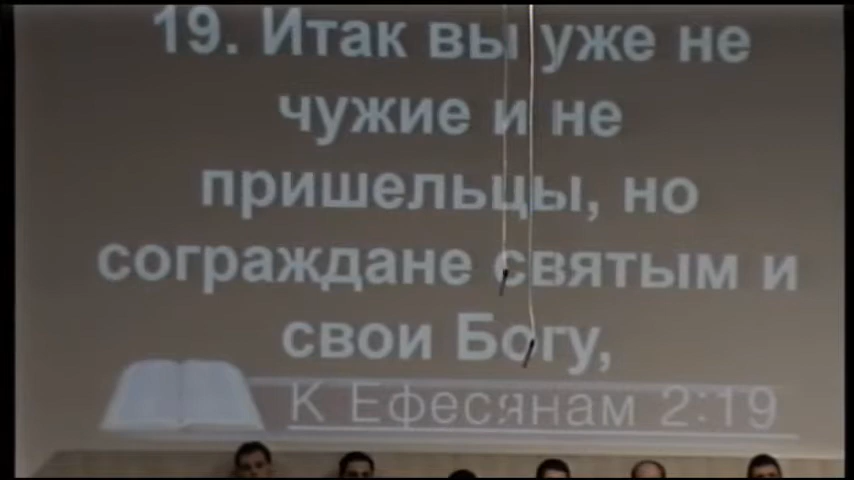 19. Итак вы уже не
чужие и не
пришельцы, но
сограждане святым и
свои Богу,
К Ефесянам 2:19